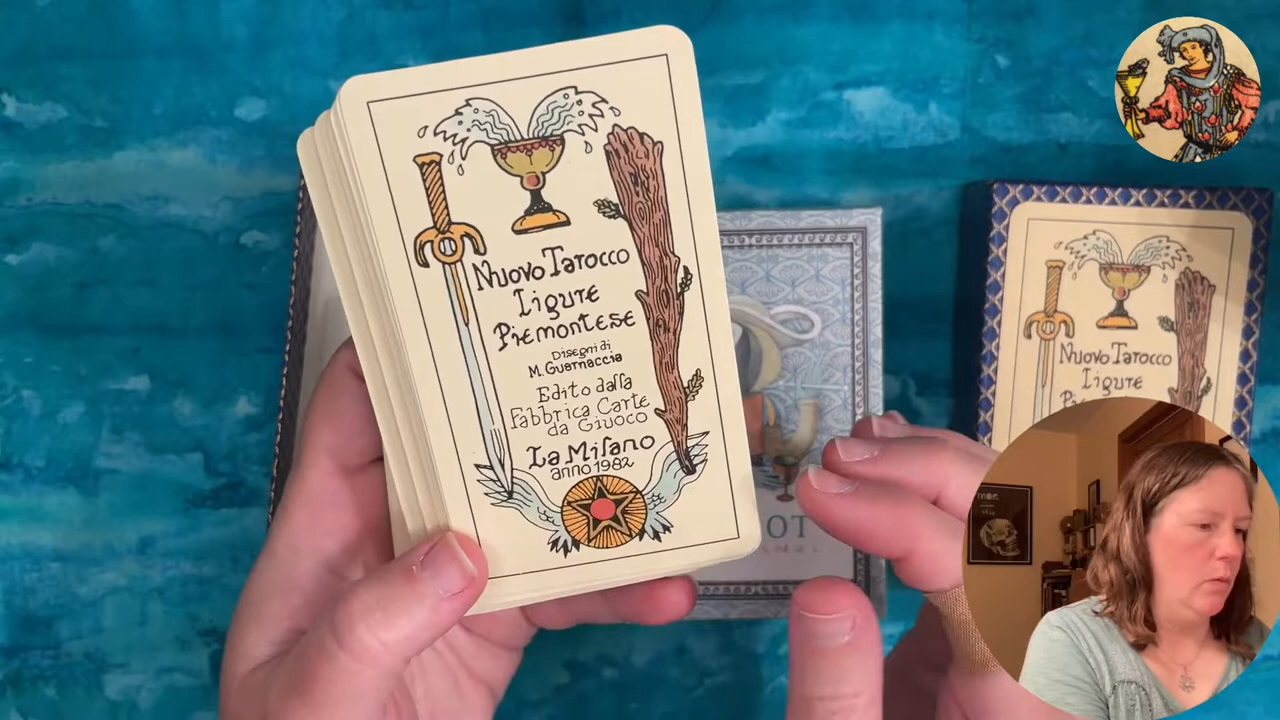 Nuovo Tarocco
Ligure
Piemontese
Disegni di
M. Guarnaccia
Edito dalla
Fabbrica Carte
da Giuoco
La Milano
anno 1982
OT
Nuovo Tarocco
Ligure